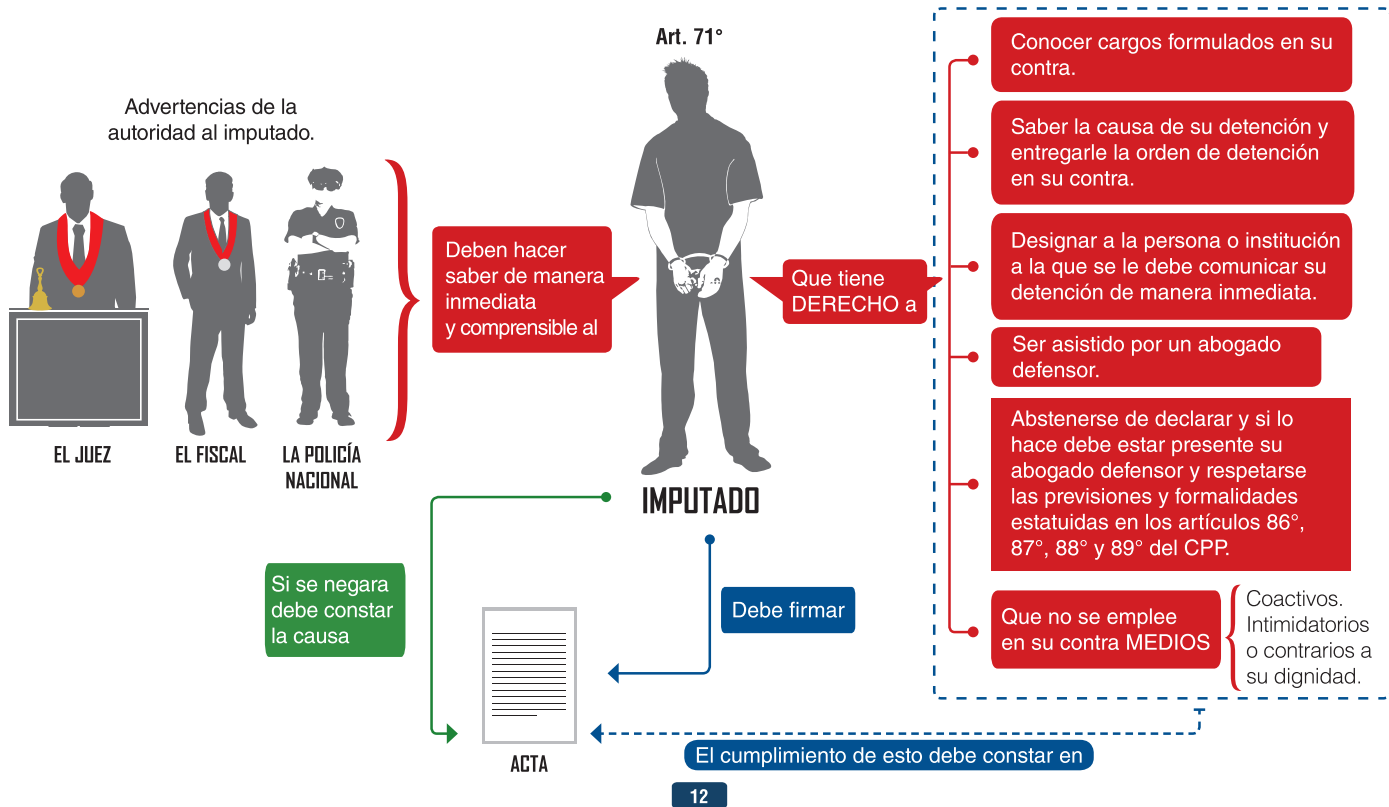 Art. 71°
Advertencias de la
autoridad al imputado.
EL JUEZ
EL FISCAL
LA POLICÍA
NACIONAL
Deben hacer
saber de manera
inmediata
y comprensible al
IMPUTADO
Que tiene
DERECHO a
Conocer cargos formulados en su
contra.
Saber la causa de su detención y
entregarle la orden de detención
en su contra.
Designar a la persona o institución
a la que se le debe comunicar su
detención de manera inmediata.
Ser asistido por un abogado
defensor.
Abstenerse de declarar y si lo
hace debe estar presente su
abogado defensor y respetarse
las previsiones y formalidades
estatuidas en los artículos 86°,
87°, 88° y 89° del CPP.
Que no se emplee
en su contra MEDIOS
Coactivos.
Intimidatorios
o contrarios a
su dignidad.
Si se negara
debe constar
la causa
Debe firmar
ACTA
El cumplimiento de esto debe constar en
12